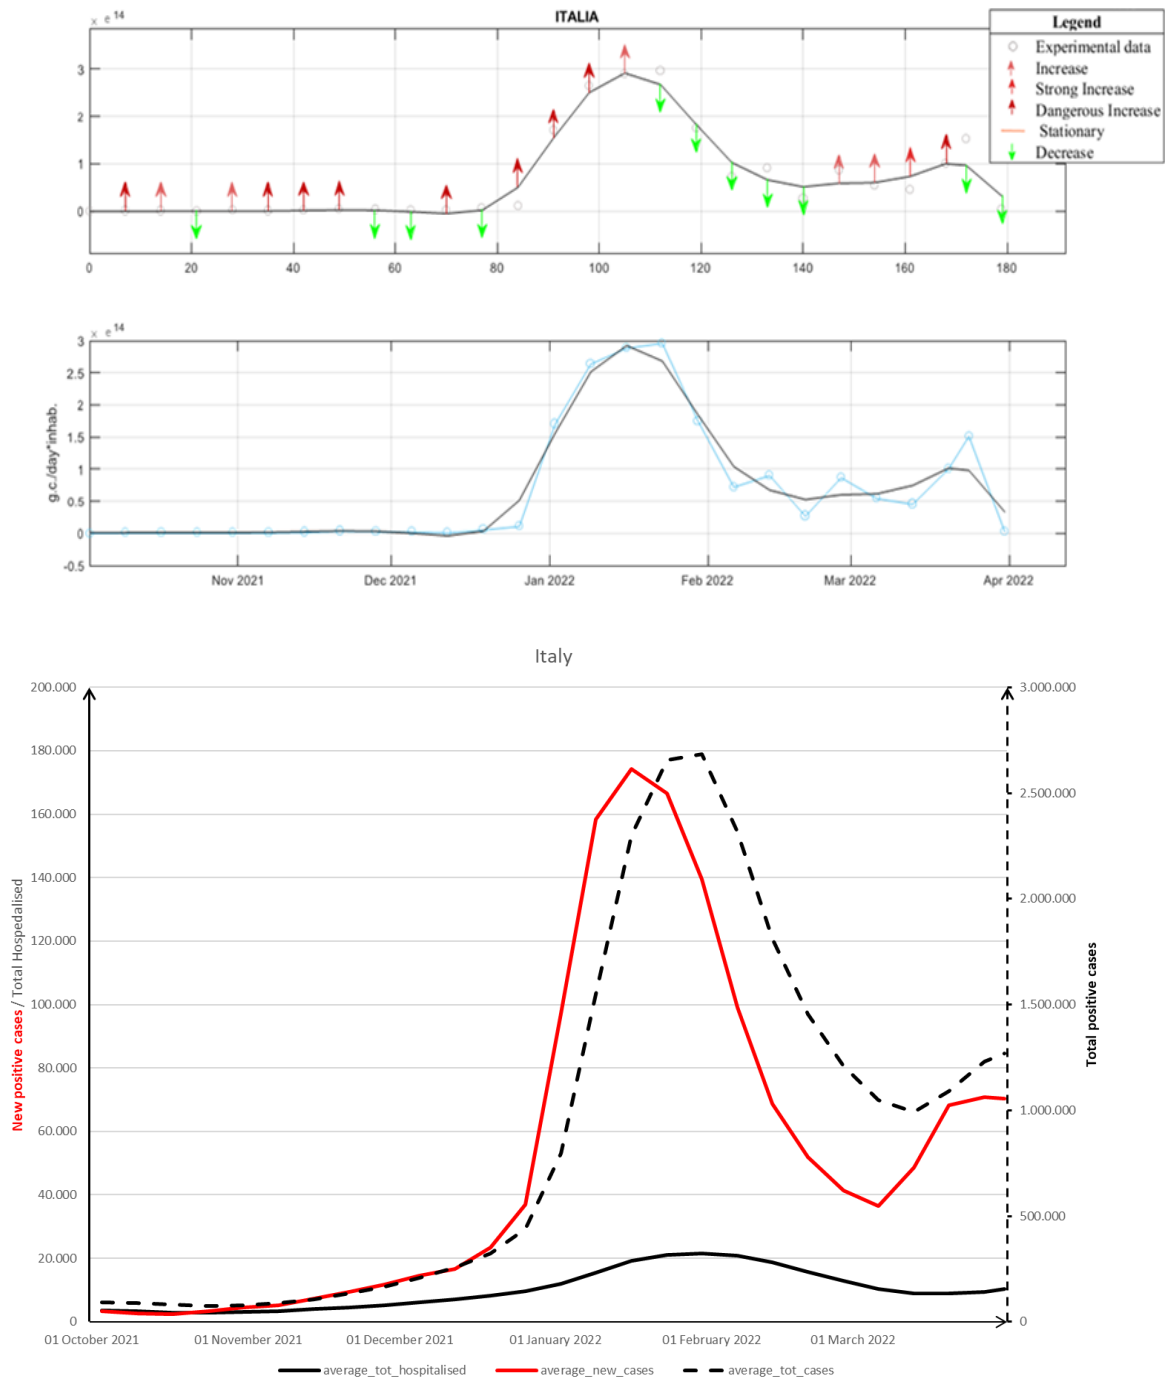 ITALIA
× e14
3
2
1
0
0 20 40 60 80 100 120 140 160 180
Legend
Experimental data
Increase
Strong Increase
Dangerous Increase
Stationary
Decrease
× e14
g.c./day*inhab.
3
2.5
2
1.5
1
0.5
0
-0.5
Nov 2021 Dec 2021 Jan 2022 Feb 2022 Mar 2022 Apr 2022
Italy
New positive cases / Total Hospedalised
200.000
180.000
160.000
140.000
120.000
100.000
80.000
60.000
40.000
20.000
0
3.000.000
2.500.000
2.000.000
1.500.000
1.000.000
500.000
0
Total positive cases
01 October 2021 01 November 2021 01 December 2021 01 January 2022 01 February 2022 01 March 2022
average_tot_hospitalised average_new_cases average_tot_cases